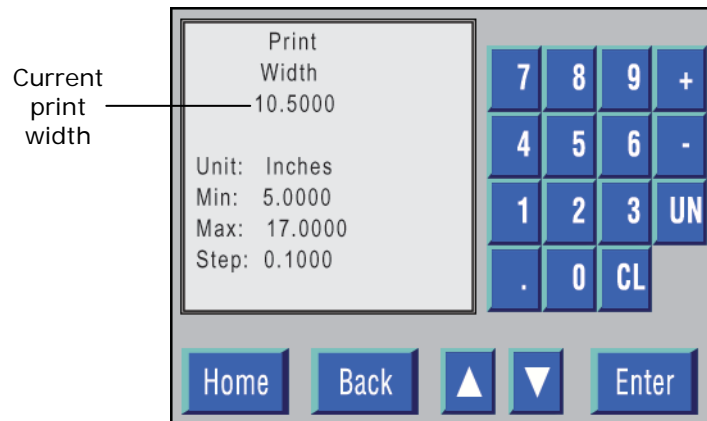 Current
print
width
Print
Width
10.5000
Unit: Inches
Min: 5.0000
Max: 17.0000
Step: 0.1000
7 8 9 +
4 5 6 -
1 2 3 UN
. 0 CL
Home Back Enter